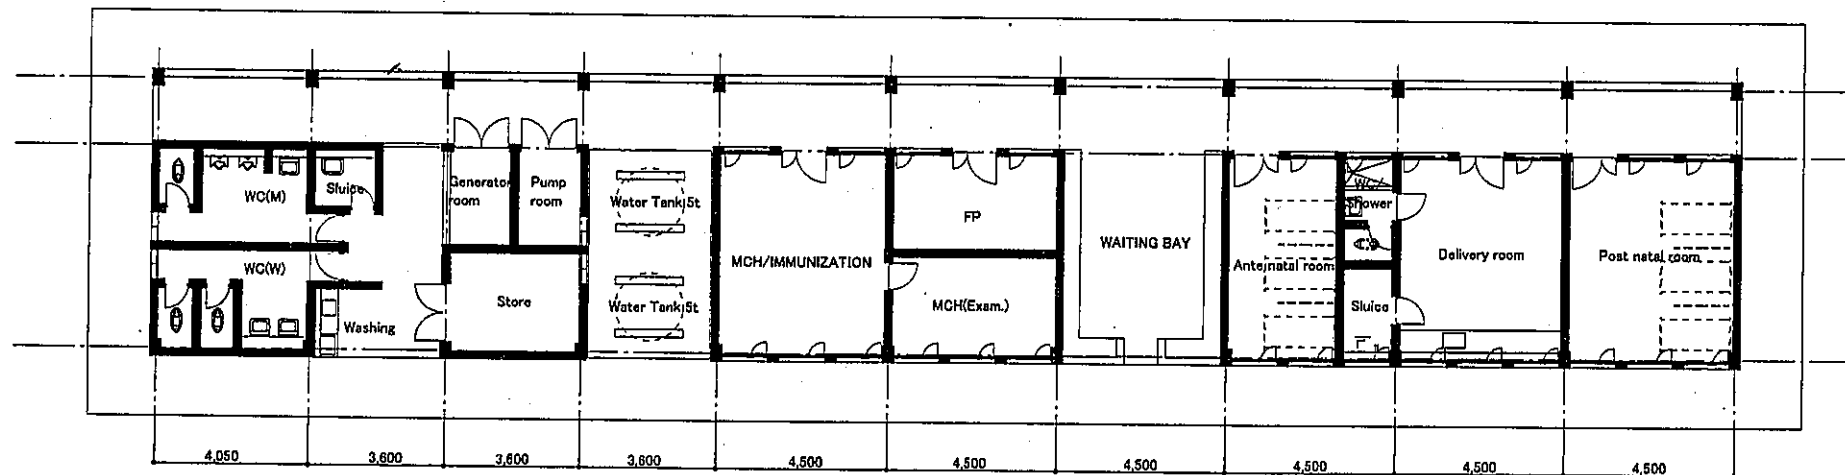 WC(M)
Sluice
Generator
room
Pump
room
Water Tank 5t
FP
WC/
Shower
WAITING BAY
WC(W)
MCH/IMMUNIZATION
Ante natal room
Delivery room
Post natal room
Store
Water Tank 5t
MCH(Exam.)
Sluice
Washing
4,050
3,600
3,600
3,600
4,500
4,500
4,500
4,500
4,500
4,500